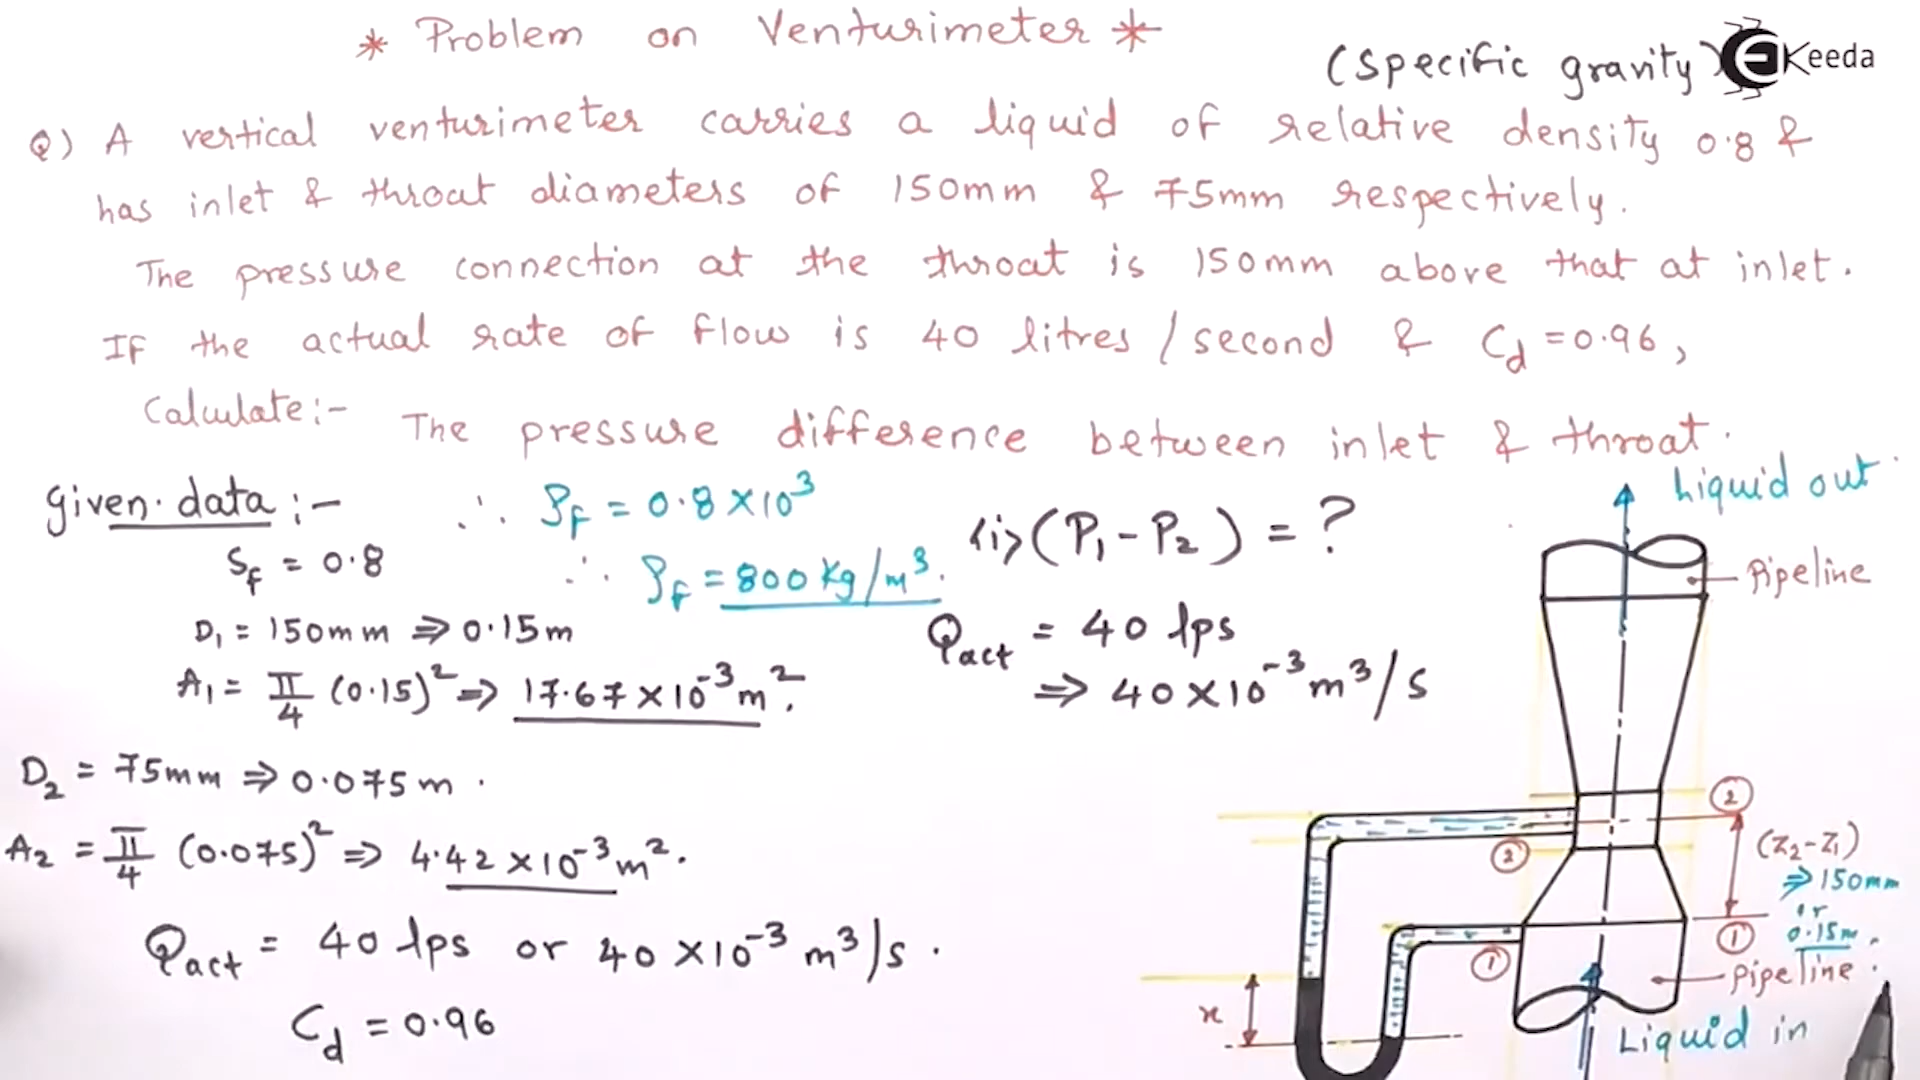 * Problem on Venturimeter *
(specific gravity) EKeeda
Q) A vertical venturimeter carries a liquid of relative density 0.8 &
has inlet & throat diameters of 150mm & 75mm respectively.
The pressure connection at the throat is 150mm above that at inlet.
If the actual rate of flow is 40 litres/second & Cd = 0.96,
Calculate:- The pressure difference between inlet & throat.
given data :-
∴ ρf = 0.8 × 10³
<i> (P₁ - P₂) = ?
Liquid out
Sf = 0.8
∴ ρf = 800 kg/m³.
Pipeline
D₁ = 150mm ⇒ 0.15m
Qact = 40 lps
A₁ = π/4 (0.15)² ⇒ 17.67 × 10⁻³ m².
⇒ 40 × 10⁻³ m³/s
D₂ = 75mm ⇒ 0.075m.
A₂ = π/4 (0.075)² ⇒ 4.42 × 10⁻³ m².
Qact = 40 lps or 40 × 10⁻³ m³/s.
Cd = 0.96
2
2
(Z₂-Z₁)
⇒ 150mm
or
0.15m.
1
1
Pipeline.
x
Liquid in